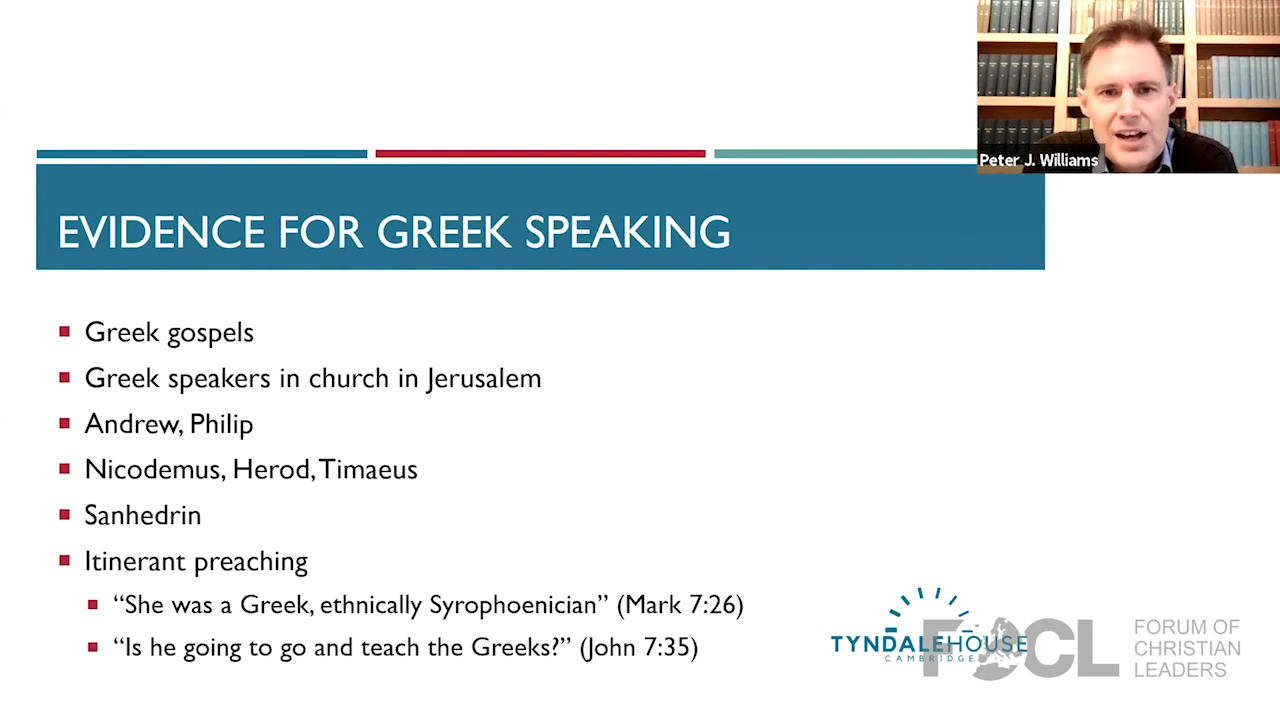 Peter J. Williams
EVIDENCE FOR GREEK SPEAKING
Greek gospels
Greek speakers in church in Jerusalem
Andrew, Philip
Nicodemus, Herod, Timaeus
Sanhedrin
Itinerant preaching
“She was a Greek, ethnically Syrophoenician” (Mark 7:26)
“Is he going to go and teach the Greeks?” (John 7:35)
TYNDALE HOUSE
CAMBRIDGE
FOCL
FORUM OF
CHRISTIAN
LEADERS